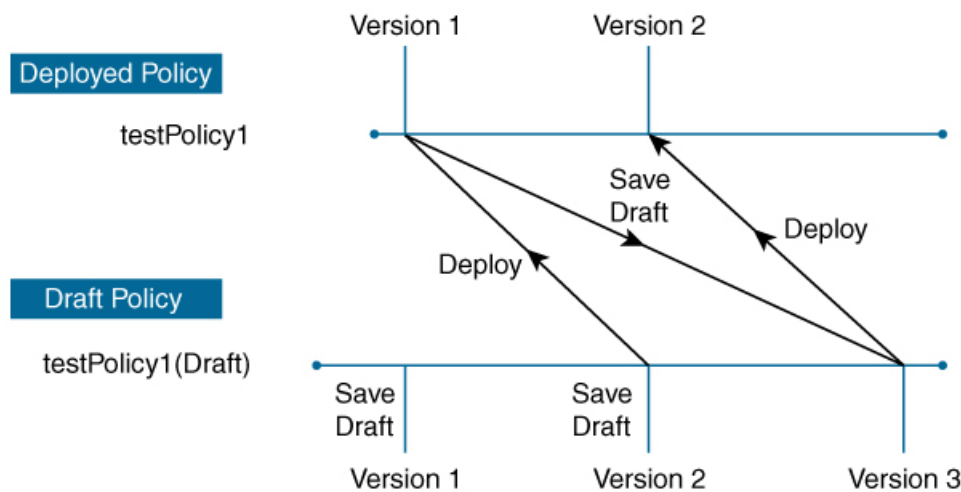 Version 1
Version 2
Deployed Policy
testPolicy1
Save
Draft
Deploy
Deploy
Draft Policy
testPolicy1(Draft)
Save
Draft
Save
Draft
Version 1
Version 2
Version 3